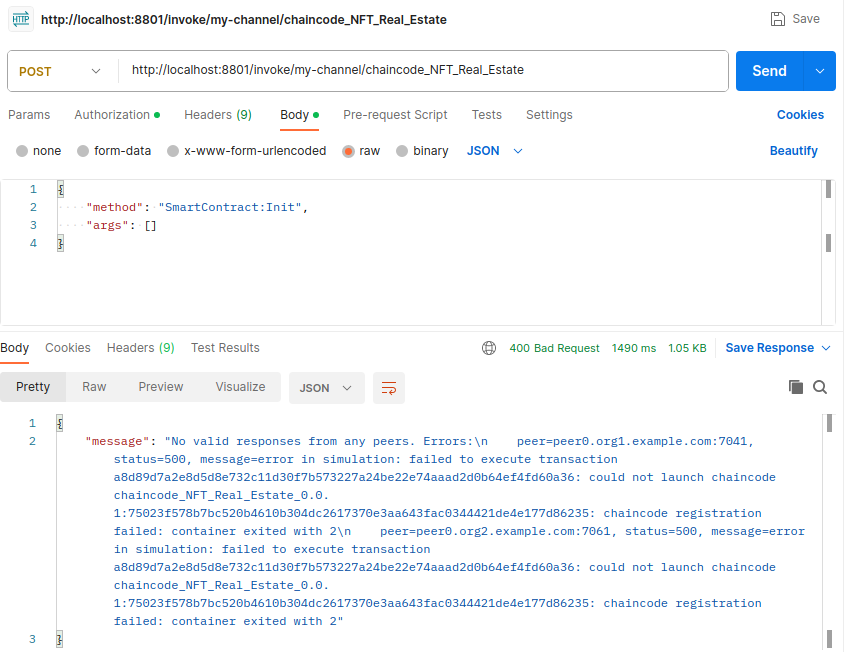 HTTP http://localhost:8801/invoke/my-channel/chaincode_NFT_Real_Estate Save
POST http://localhost:8801/invoke/my-channel/chaincode_NFT_Real_Estate Send
Params Authorization Headers (9) Body Pre-request Script Tests Settings Cookies
none form-data x-www-form-urlencoded raw binary JSON Beautify
1 {
2 "method": "SmartContract:Init",
3 "args": []
4 }
Body Cookies Headers (9) Test Results 400 Bad Request 1490 ms 1.05 KB Save Response
Pretty Raw Preview Visualize JSON
1 {
2 "message": "No valid responses from any peers. Errors:\n    peer=peer0.org1.example.com:7041,
status=500, message=error in simulation: failed to execute transaction
a8d89d7a2e8d5d8e732c11d30f7b573227a24be22e74aaad2d0b64ef4fd60a36: could not launch chaincode
chaincode_NFT_Real_Estate_0.0.
1:75023f578b7bc520b4610b304dc2617370e3aa643fac0344421de4e177d86235: chaincode registration
failed: container exited with 2\n    peer=peer0.org2.example.com:7061, status=500, message=error
in simulation: failed to execute transaction
a8d89d7a2e8d5d8e732c11d30f7b573227a24be22e74aaad2d0b64ef4fd60a36: could not launch chaincode
chaincode_NFT_Real_Estate_0.0.
1:75023f578b7bc520b4610b304dc2617370e3aa643fac0344421de4e177d86235: chaincode registration
failed: container exited with 2"
3 }